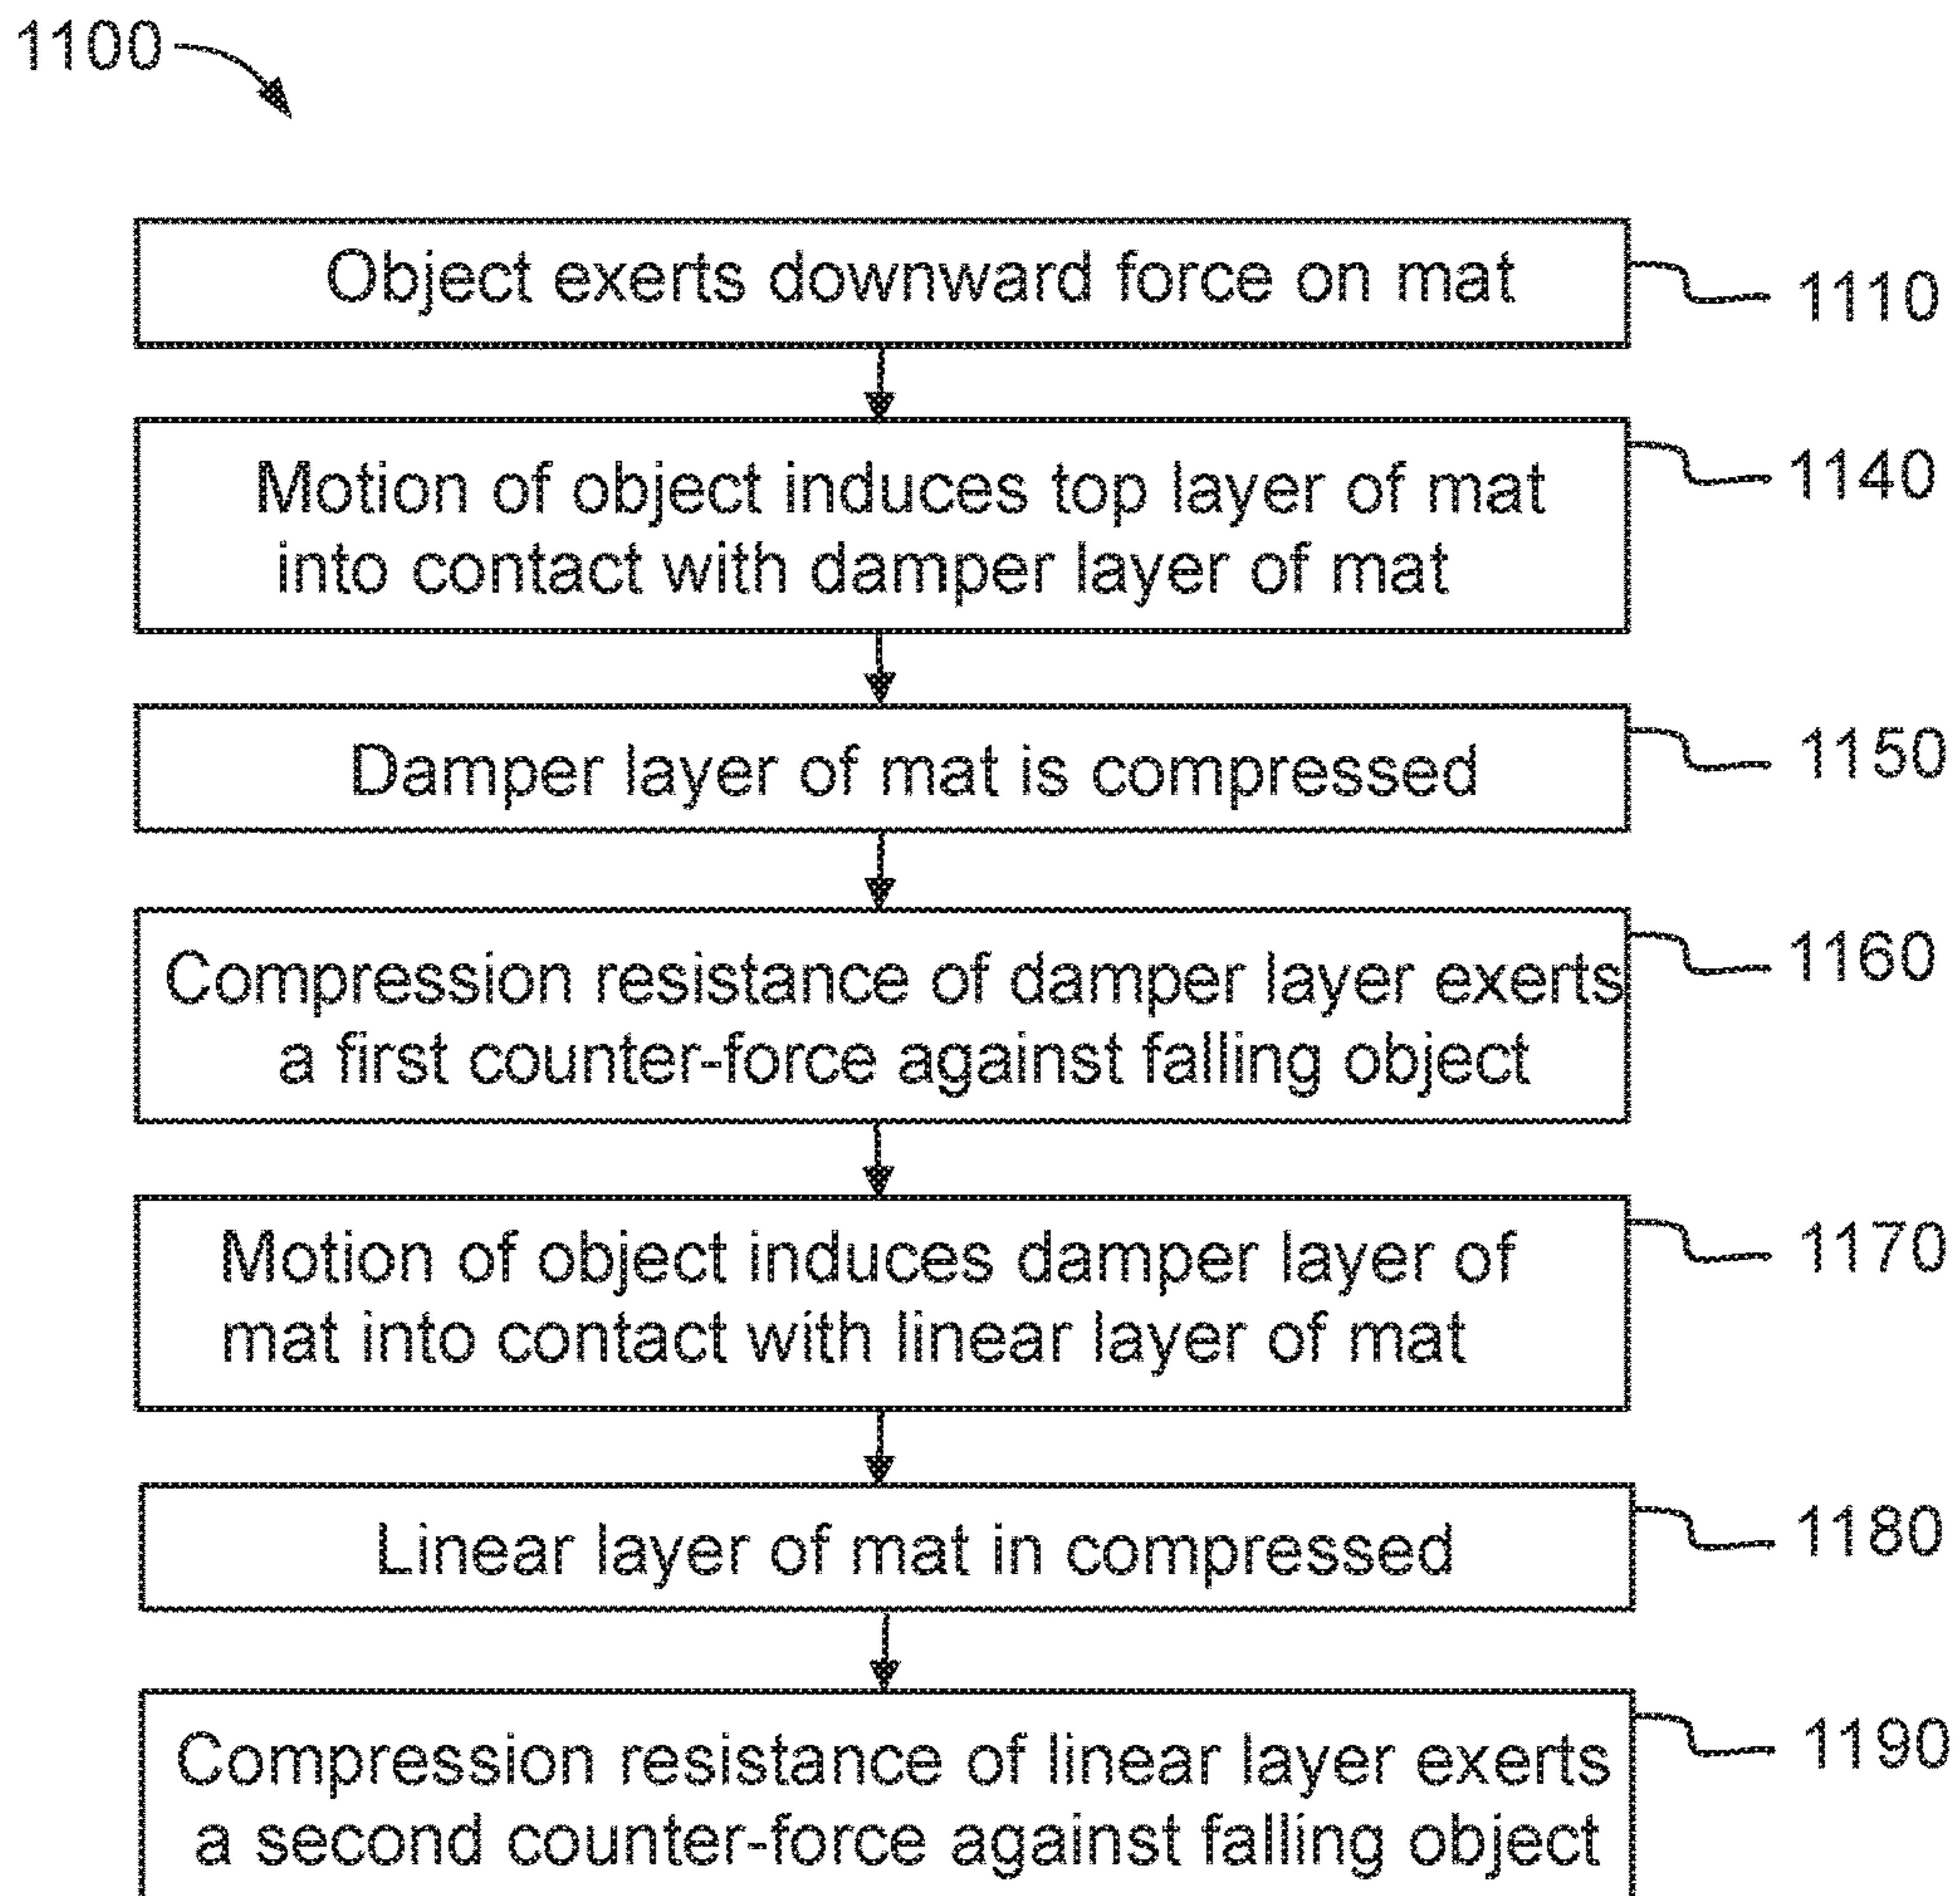 1100
Object exerts downward force on mat
1110
Motion of object induces top layer of mat
into contact with damper layer of mat
1140
Damper layer of mat is compressed
1150
Compression resistance of damper layer exerts
a first counter-force against falling object
1160
Motion of object induces damper layer of
mat into contact with linear layer of mat
1170
Linear layer of mat in compressed
1180
Compression resistance of linear layer exerts
a second counter-force against falling object
1190